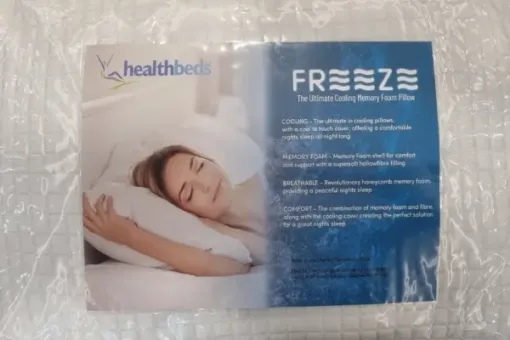 healthbeds
FREEZE
The Ultimate Cooling Memory Foam Pillow
COOLING - The ultimate in cooling pillows,
with a cool to touch cover, offering a comfortable
nights sleep all night long
MEMORY FOAM - Memory Foam shell for comfort
and support with a supersoft hollowfibre filling
BREATHABLE - Revolutionary honeycomb memory foam,
providing a peaceful nights sleep
COMFORT - The combination of memory foam and fibre,
along with the cooling cover creating the perfect solution
for a great nights sleep